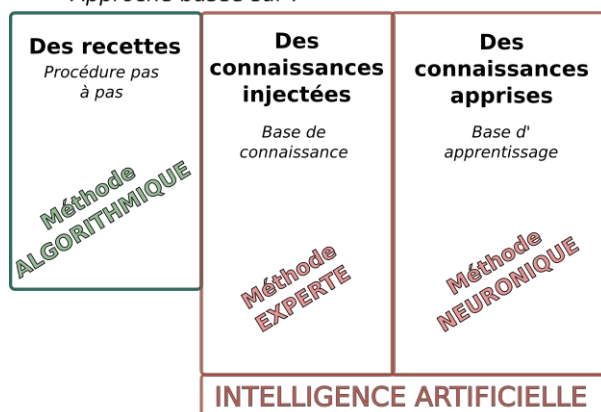 Approche basée sur :
Des recettes
Procédure pas
à pas
Méthode
ALGORITHMIQUE
Des
connaissances
injectées
Base de
connaissance
Méthode
EXPERTE
Des
connaissances
apprises
Base d'
apprentissage
Méthode
NEURONIQUE
INTELLIGENCE ARTIFICIELLE